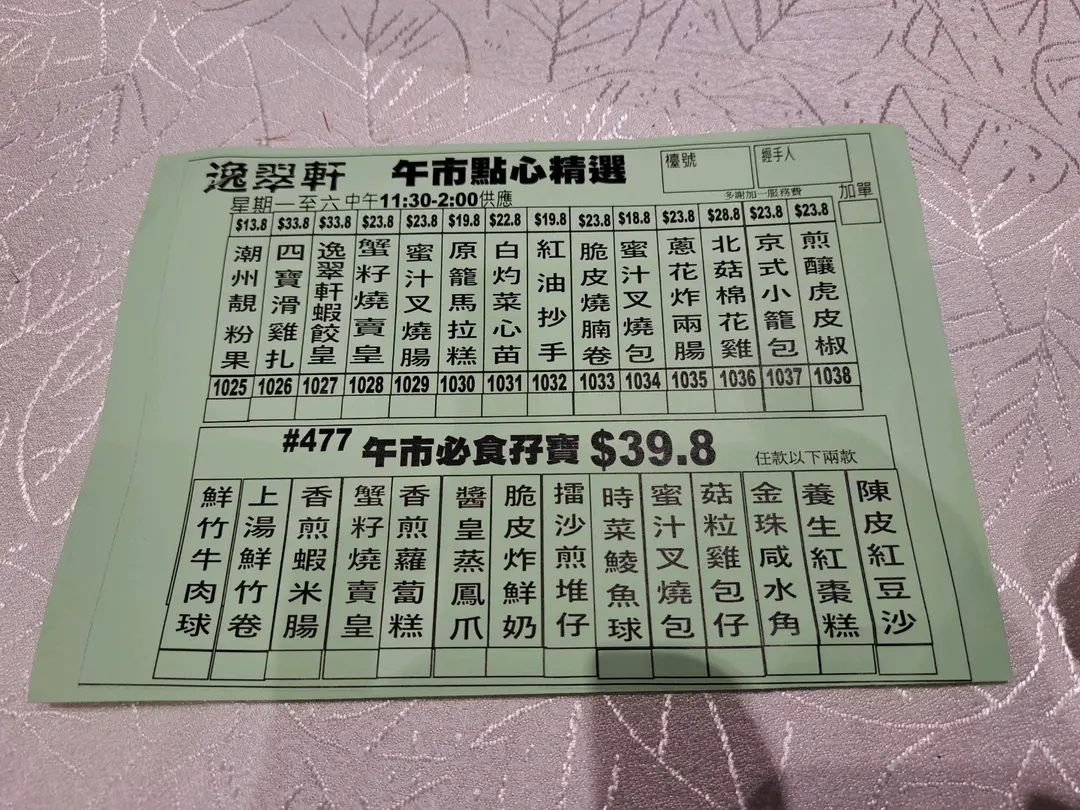 逸翠軒 午市點心精選 檯號 經手人
星期一至六 中午11:30-2:00供應 多謝加一服務費 加單
$13.8 $33.8 $33.8 $23.8 $23.8 $19.8 $22.8 $19.8 $23.8 $18.8 $23.8 $28.8 $23.8 $23.8
潮州靚粉果
四寶滑雞扎
逸翠軒蝦餃皇
蟹籽燒賣皇
蜜汁叉燒腸
原籠馬拉糕
白灼菜心苗
紅油抄手
脆皮燒腩卷
蜜汁叉燒包
蔥花炸兩腸
北菇棉花雞
京式小籠包
煎釀虎皮椒
1025 1026 1027 1028 1029 1030 1031 1032 1033 1034 1035 1036 1037 1038
#477 午市必食孖寶 $39.8 任款以下兩款
鮮竹牛肉球
上湯鮮竹卷
香煎蝦米腸
蟹籽燒賣皇
香煎蘿蔔糕
醬皇蒸鳳爪
脆皮炸鮮奶
擂沙煎堆仔
時菜鯪魚球
蜜汁叉燒包
菇粒雞包仔
金珠咸水角
養生紅棗糕
陳皮紅豆沙